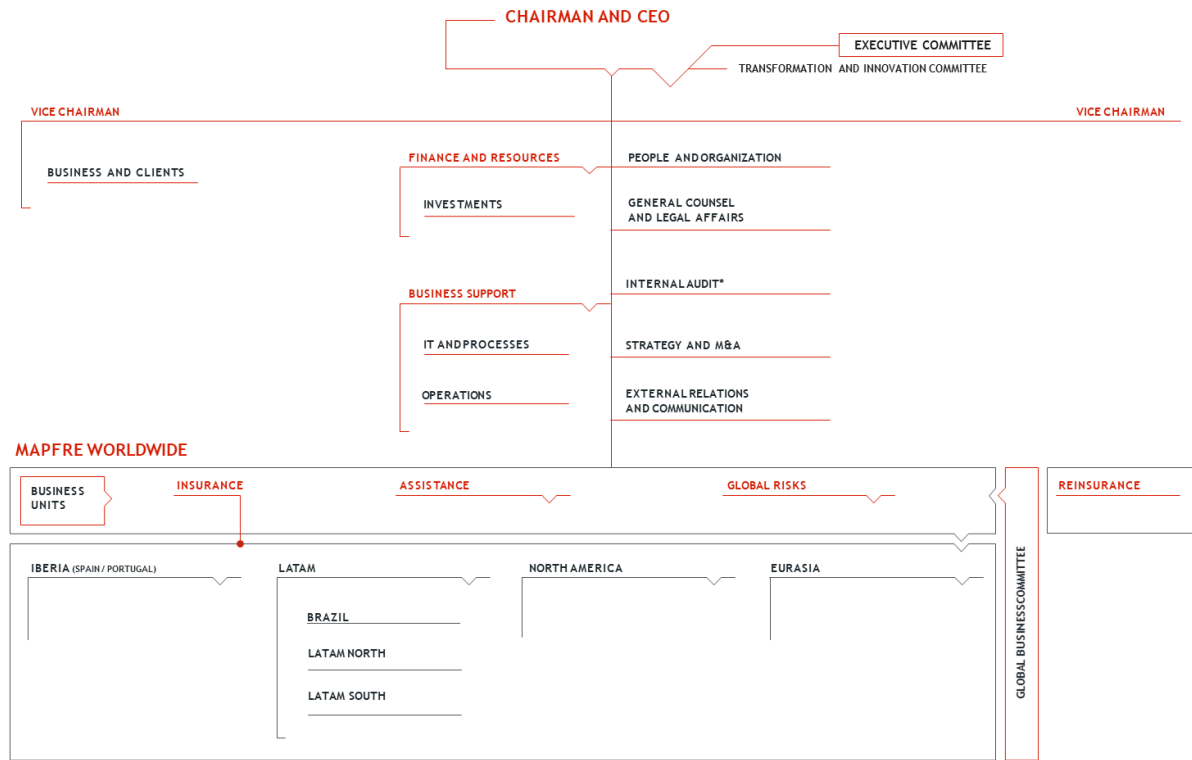 CHAIRMAN AND CEO
EXECUTIVE COMMITTEE
TRANSFORMATION AND INNOVATION COMMITTEE
VICE CHAIRMAN
VICE CHAIRMAN
BUSINESS AND CLIENTS
FINANCE AND RESOURCES
PEOPLE AND ORGANIZATION
INVESTMENTS
GENERAL COUNSEL
AND LEGAL AFFAIRS
INTERNAL AUDIT*
BUSINESS SUPPORT
IT AND PROCESSES
STRATEGY AND M&A
OPERATIONS
EXTERNAL RELATIONS
AND COMMUNICATION
MAPFRE WORLDWIDE
BUSINESS
UNITS
INSURANCE
ASSISTANCE
GLOBAL RISKS
REINSURANCE
IBERIA (SPAIN / PORTUGAL)
LATAM
NORTH AMERICA
EURASIA
BRAZIL
LATAM NORTH
LATAM SOUTH
GLOBAL BUSINESS COMMITTEE